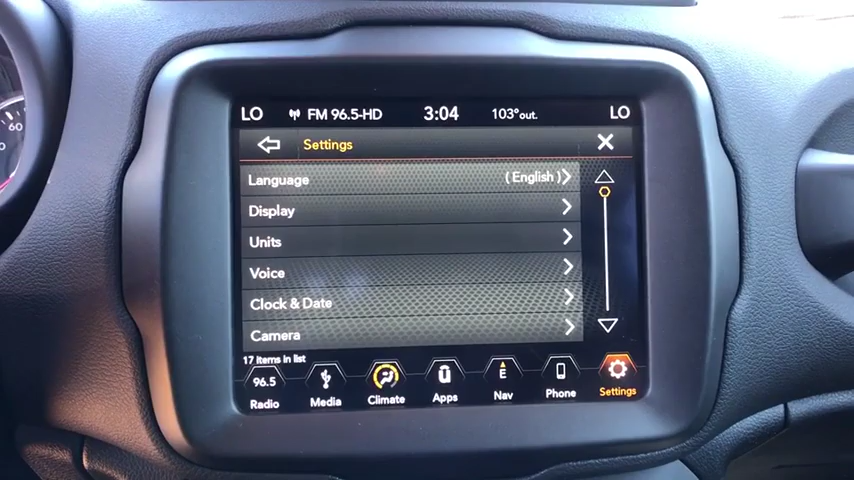 LO FM 96.5-HD 3:04 103°out. LO
Settings
Language (English)
Display
Units
Voice
Clock & Date
Camera
17 items in list
96.5 E
Radio Media Climate Apps Nav Phone Settings
60